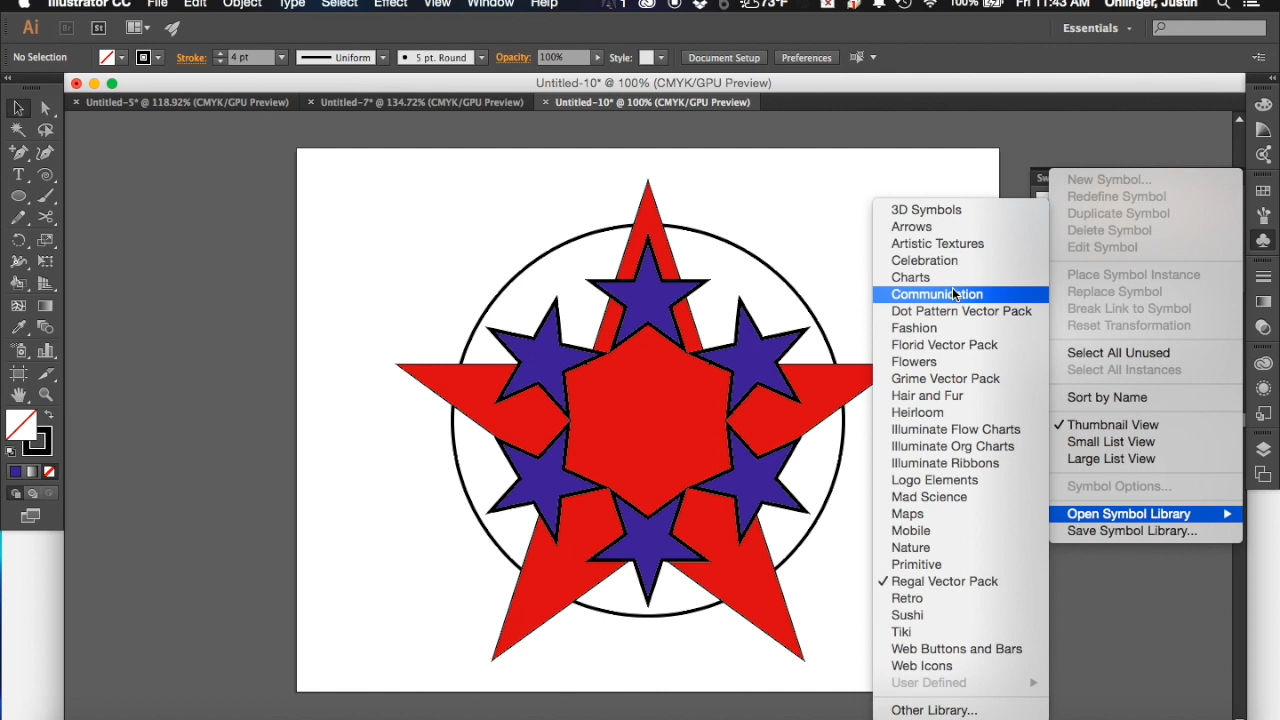 Illustrator CC File Edit Object Type Select Effect View Window Help 1 73°F 100% Fri 11:43 AM Ohlinger, Justin
Ai Br St Essentials
No Selection Stroke: 4 pt Uniform 5 pt. Round Opacity: 100% Style: Document Setup Preferences
Untitled-10* @ 100% (CMYK/GPU Preview)
× Untitled-5* @ 118.92% (CMYK/GPU Preview) × Untitled-7* @ 134.72% (CMYK/GPU Preview) × Untitled-10* @ 100% (CMYK/GPU Preview)
T
Sw
New Symbol...
Redefine Symbol
Duplicate Symbol
Delete Symbol
Edit Symbol
Place Symbol Instance
Replace Symbol
Break Link to Symbol
Reset Transformation
Select All Unused
Select All Instances
Sort by Name
✓ Thumbnail View
Small List View
Large List View
Symbol Options...
Open Symbol Library
Save Symbol Library...
3D Symbols
Arrows
Artistic Textures
Celebration
Charts
Communication
Dot Pattern Vector Pack
Fashion
Florid Vector Pack
Flowers
Grime Vector Pack
Hair and Fur
Heirloom
Illuminate Flow Charts
Illuminate Org Charts
Illuminate Ribbons
Logo Elements
Mad Science
Maps
Mobile
Nature
Primitive
✓ Regal Vector Pack
Retro
Sushi
Tiki
Web Buttons and Bars
Web Icons
User Defined
Other Library...